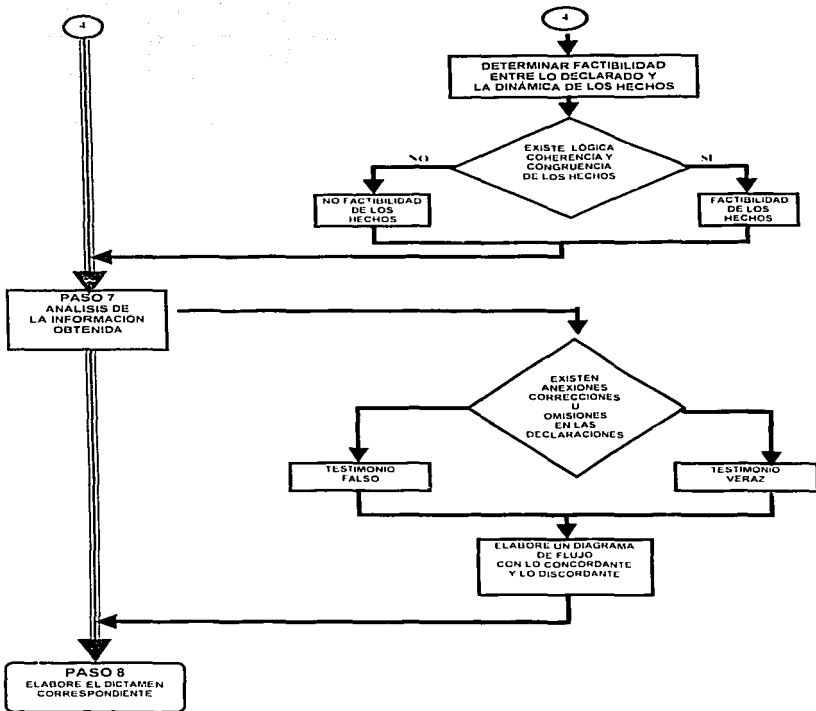 4
4
DETERMINAR FACTIBILIDAD
ENTRE LO DECLARADO Y
LA DINÁMICA DE LOS HECHOS
EXISTE LÓGICA
COHERENCIA Y
CONGRUENCIA
DE LOS HECHOS
NO
SI
NO FACTIBILIDAD
DE LOS
HECHOS
FACTIBILIDAD
DE LOS
HECHOS
PASO 7
ANÁLISIS DE
LA INFORMACIÓN
OBTENIDA
EXISTEN
ANEXIONES
CORRECCIONES
U
OMISIONES
EN LAS
DECLARACIONES
TESTIMONIO
FALSO
TESTIMONIO
VERAZ
ELABORE UN DIAGRAMA
DE FLUJO
CON LO CONCORDANTE
Y LO DISCORDANTE
PASO 8
ELABORE EL DICTAMEN
CORRESPONDIENTE